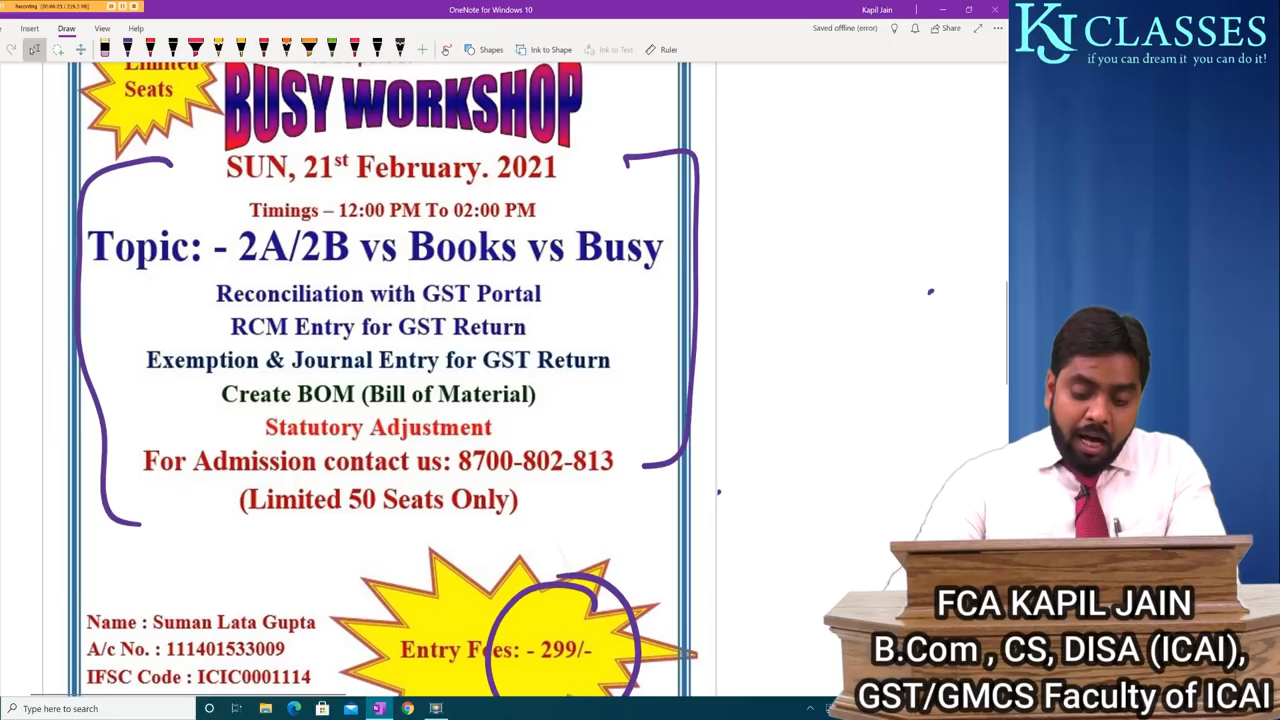 Recording
OneNote for Windows 10
Kapil Jain
Insert
Draw
View
Help
Saved offline (error)
Share
Shapes
Ink to Shape
Ink to Text
Ruler
KJ CLASSES
if you can dream it you can do it!
Limited
Seats
BUSY WORKSHOP
SUN, 21st February. 2021
Timings – 12:00 PM To 02:00 PM
Topic: - 2A/2B vs Books vs Busy
Reconciliation with GST Portal
RCM Entry for GST Return
Exemption & Journal Entry for GST Return
Create BOM (Bill of Material)
Statutory Adjustment
For Admission contact us: 8700-802-813
(Limited 50 Seats Only)
Name : Suman Lata Gupta
A/c No. : 111401533009
IFSC Code : ICIC0001114
Entry Fees: - 299/-
FCA KAPIL JAIN
B.Com , CS, DISA (ICAI),
GST/GMCS Faculty of ICAI
Type here to search